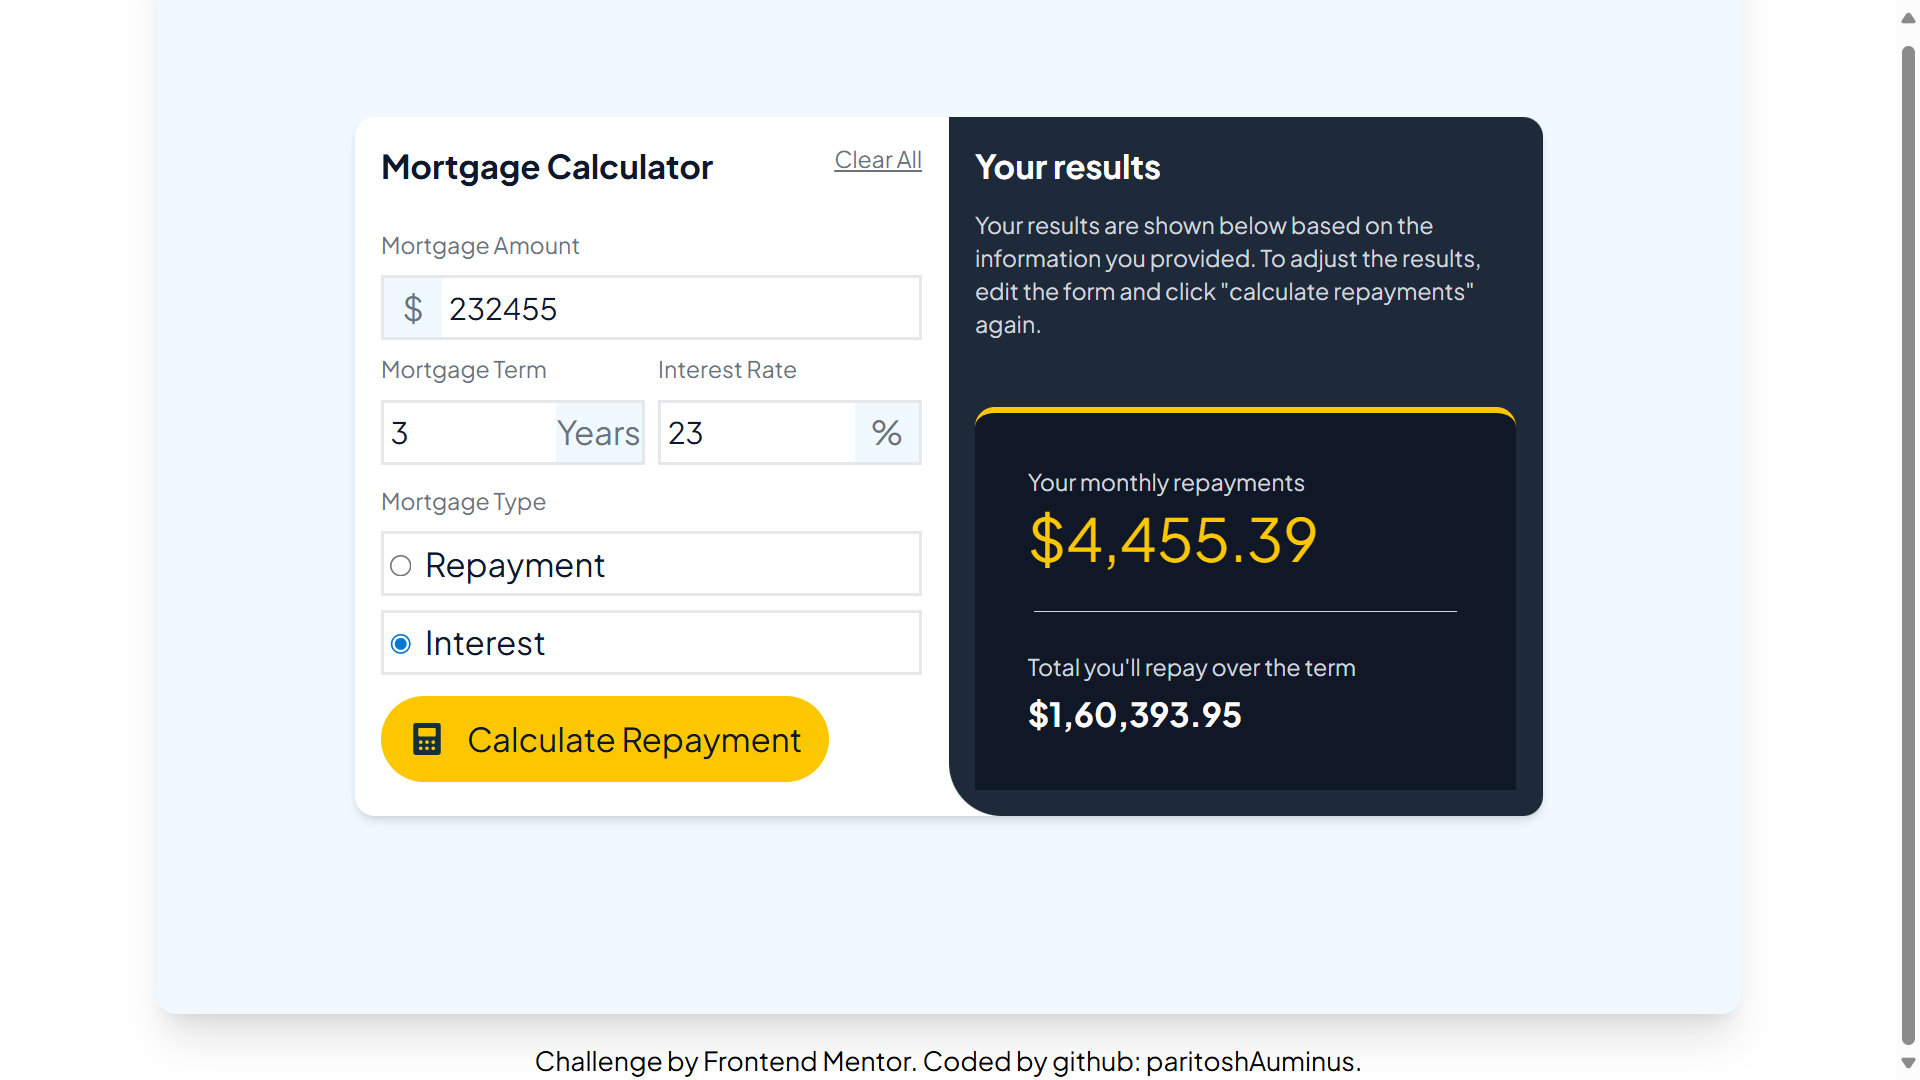 Mortgage Calculator
Clear All
Mortgage Amount
$ 232455
Mortgage Term
Interest Rate
3 Years
23 %
Mortgage Type
Repayment
Interest
Calculate Repayment
Your results
Your results are shown below based on the
information you provided. To adjust the results,
edit the form and click "calculate repayments"
again.
Your monthly repayments
$4,455.39
Total you'll repay over the term
$1,60,393.95
Challenge by Frontend Mentor. Coded by github: paritoshAuminus.